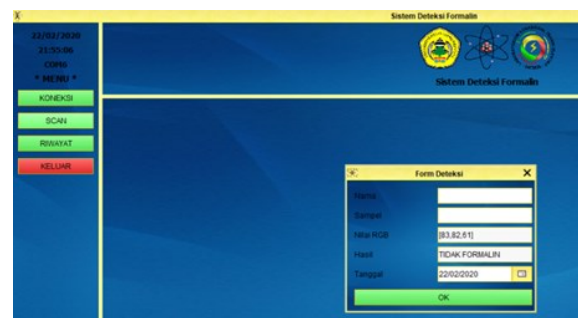 Sistem Deteksi Formalin
22/02/2020
21:55:06
COM6
* MENU *
KONEKSI
SCAN
RIWAYAT
KELUAR
Sistem Deteksi Formalin
Form Deteksi X
Nama
Sampel
Nilai RGB [83,82,61]
Hasil TIDAK FORMALIN
Tanggal 22/02/2020
OK